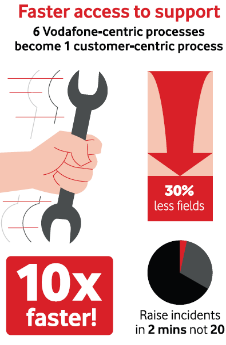 Faster access to support
6 Vodafone-centric processes
become 1 customer-centric process
30%
less fields
10x
faster!
Raise incidents
in 2 mins not 20